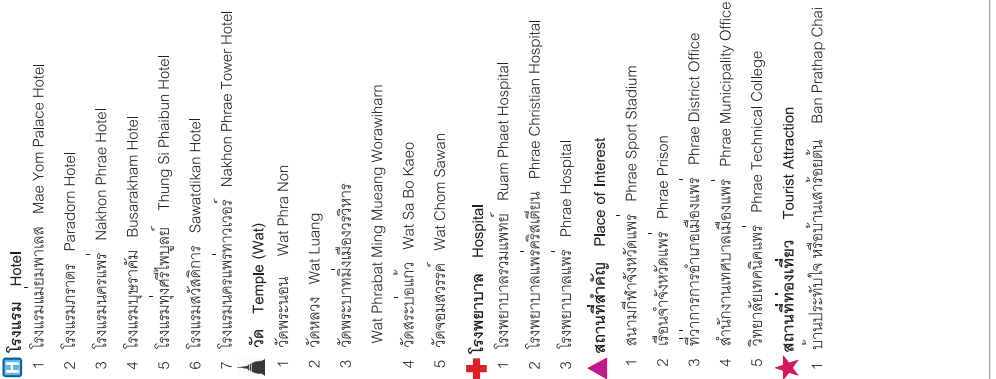 H โรงแรม Hotel
1 โรงแรมแม่ยมพาเลส Mae Yom Palace Hotel
2 โรงแรมภราดร Paradorn Hotel
3 โรงแรมนครแพร่ Nakhon Phrae Hotel
4 โรงแรมบุษราคัม Busarakham Hotel
5 โรงแรมทุ่งศรีไพบูลย์ Thung Si Phaibun Hotel
6 โรงแรมสวัสดิการ Sawatdikan Hotel
7 โรงแรมนครแพร่ทาวเวอร์ Nakhon Phrae Tower Hotel
วัด Temple (Wat)
1 วัดพระนอน Wat Phra Non
2 วัดหลวง Wat Luang
3 วัดพระบาทมิ่งเมืองวรวิหาร
Wat Phrabat Ming Mueang Worawiharn
4 วัดสระบ่อแก้ว Wat Sa Bo Kaeo
5 วัดจอมสวรรค์ Wat Chom Sawan
โรงพยาบาล Hospital
1 โรงพยาบาลรวมแพทย์ Ruam Phaet Hospital
2 โรงพยาบาลแพร่คริสเตียน Phrae Christian Hospital
3 โรงพยาบาลแพร่ Phrae Hospital
สถานที่สำคัญ Place of Interest
1 สนามกีฬาจังหวัดแพร่ Phrae Sport Stadium
2 เรือนจำจังหวัดแพร่ Phrae Prison
3 ที่ว่าการการอำเภอเมืองแพร่ Phrae District Office
4 สำนักงานเทศบาลเมืองแพร่ Phrae Municipality Office
5 วิทยาลัยเทคนิคแพร่ Phrae Technical College
สถานที่ท่องเที่ยว Tourist Attraction
1 บ้านประทับใจ หรือบ้านเสาร้อยต้น Ban Prathap Chai